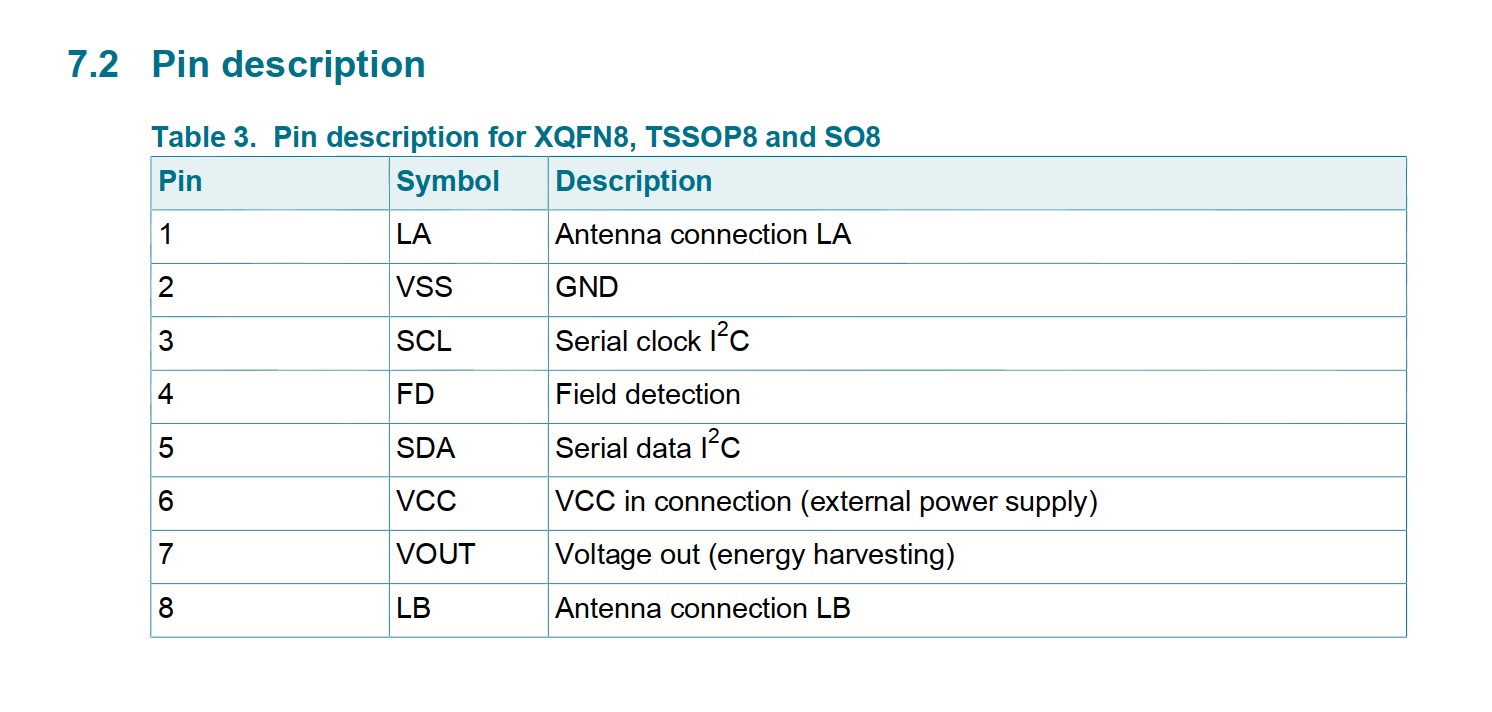 7.2 Pin description
Table 3. Pin description for XQFN8, TSSOP8 and SO8
Pin Symbol Description
1 LA Antenna connection LA
2 VSS GND
3 SCL Serial clock I²C
4 FD Field detection
5 SDA Serial data I²C
6 VCC VCC in connection (external power supply)
7 VOUT Voltage out (energy harvesting)
8 LB Antenna connection LB